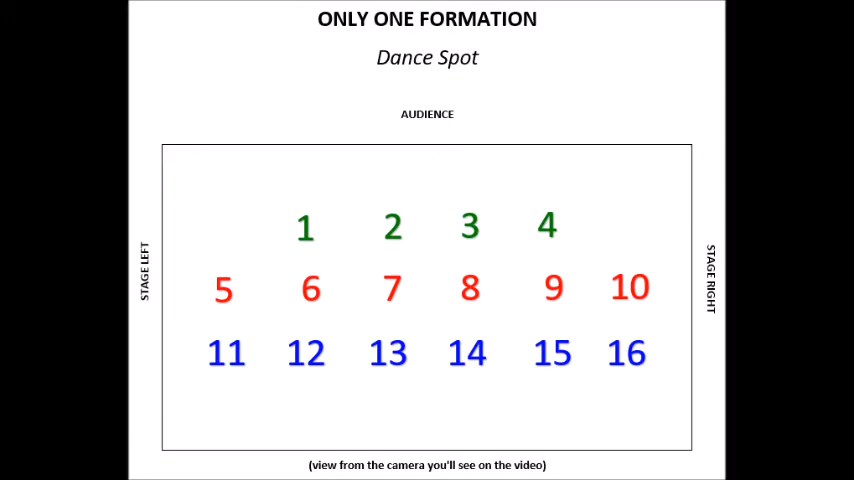 ONLY ONE FORMATION
Dance Spot
AUDIENCE
1 2 3 4
STAGE LEFT
5 6 7 8 9 10
STAGE RIGHT
11 12 13 14 15 16
(view from the camera you'll see on the video)